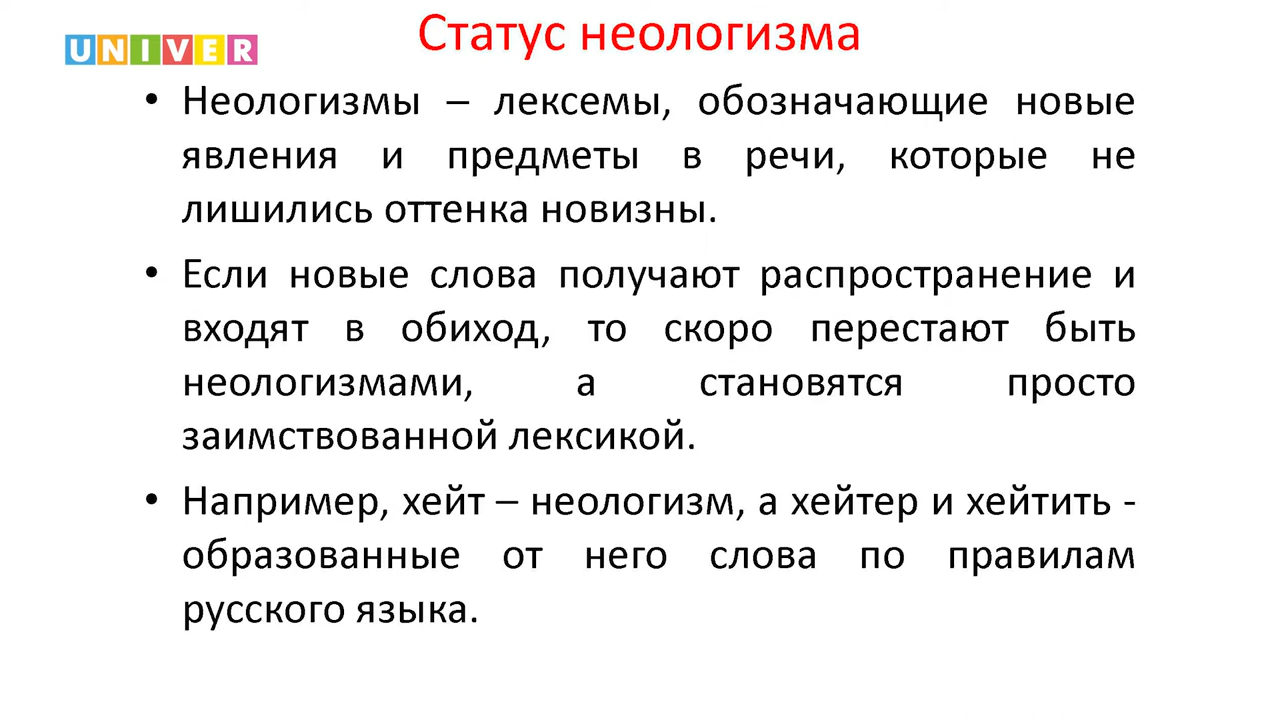 Статус неологизма
UNIVER
• Неологизмы – лексемы, обозначающие новые
явления и предметы в речи, которые не
лишились оттенка новизны.
• Если новые слова получают распространение и
входят в обиход, то скоро перестают быть
неологизмами, а становятся просто
заимствованной лексикой.
• Например, хейт – неологизм, а хейтер и хейтить -
образованные от него слова по правилам
русского языка.